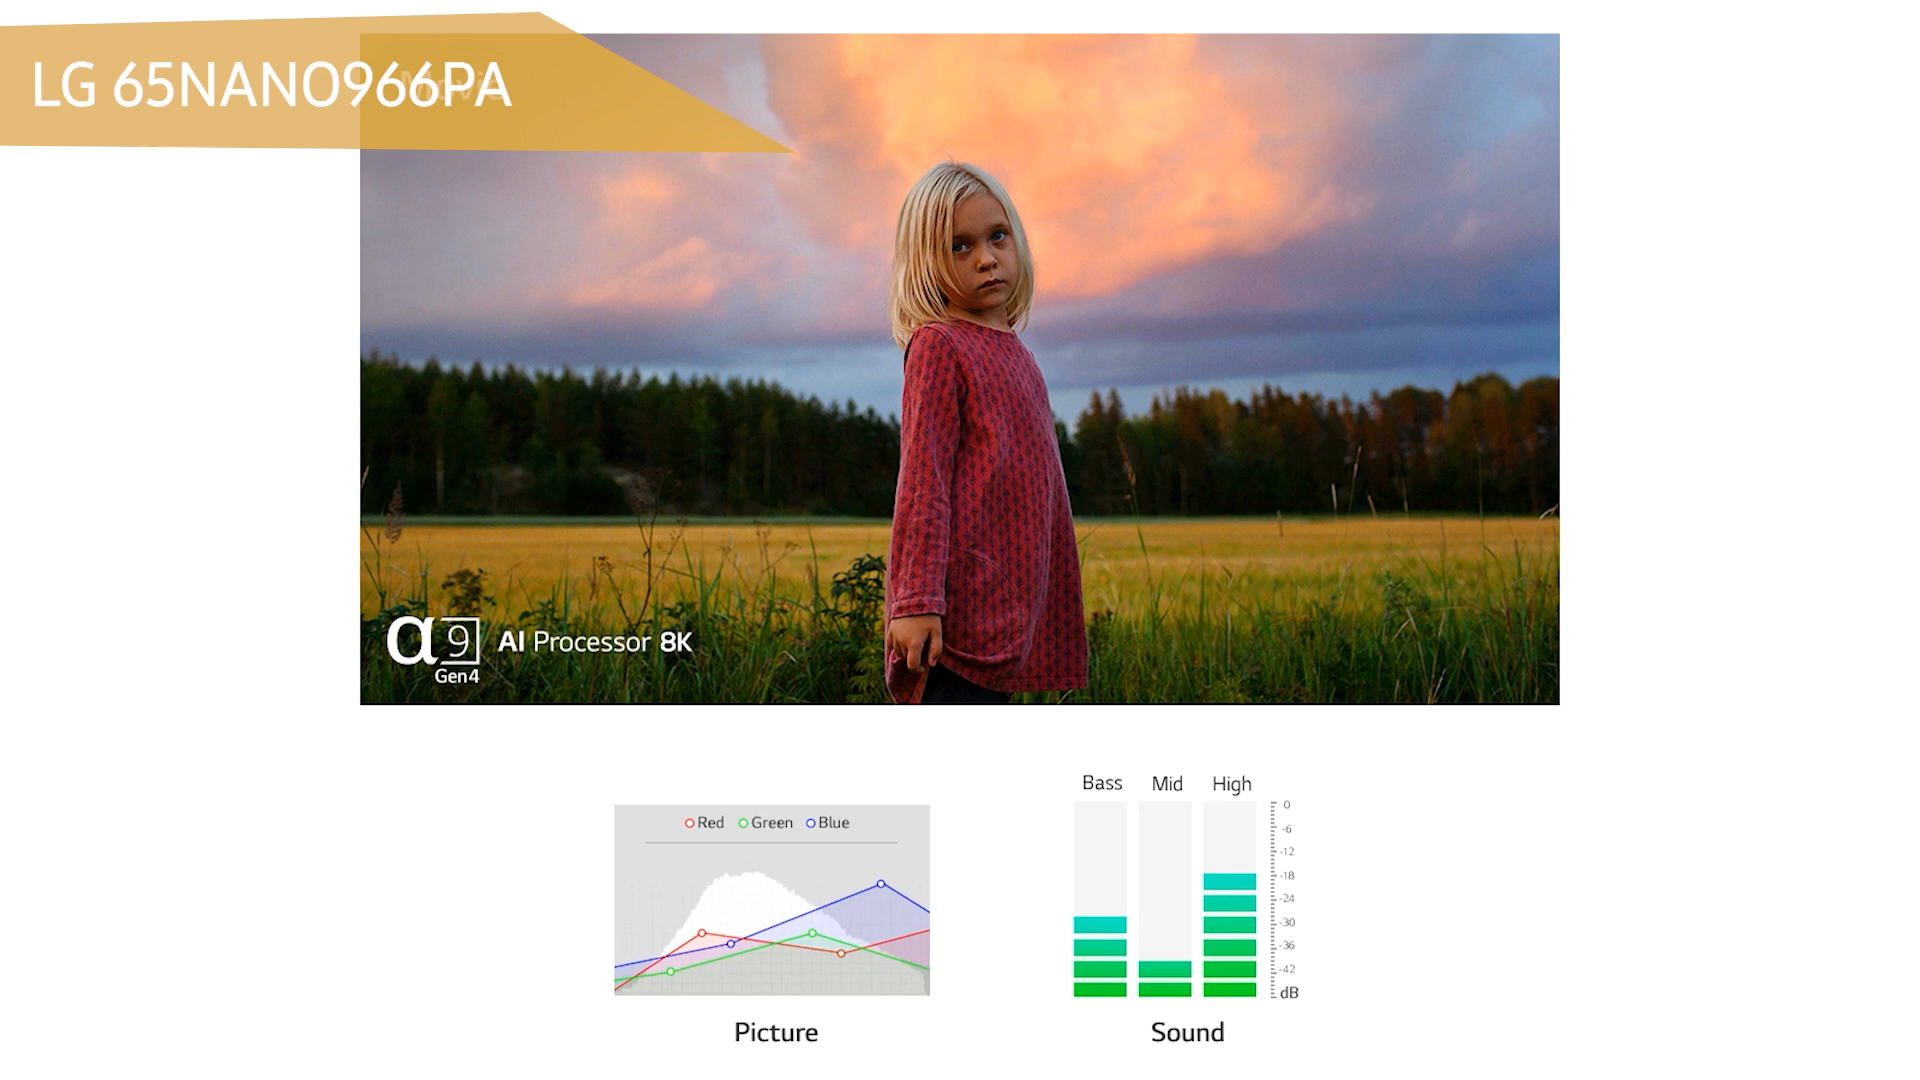 LG 65NANO966PA
Movie
α9 AI Processor 8K
Gen4
Red Green Blue
Picture
Bass Mid High
0
-6
-12
-18
-24
-30
-36
-42
dB
Sound